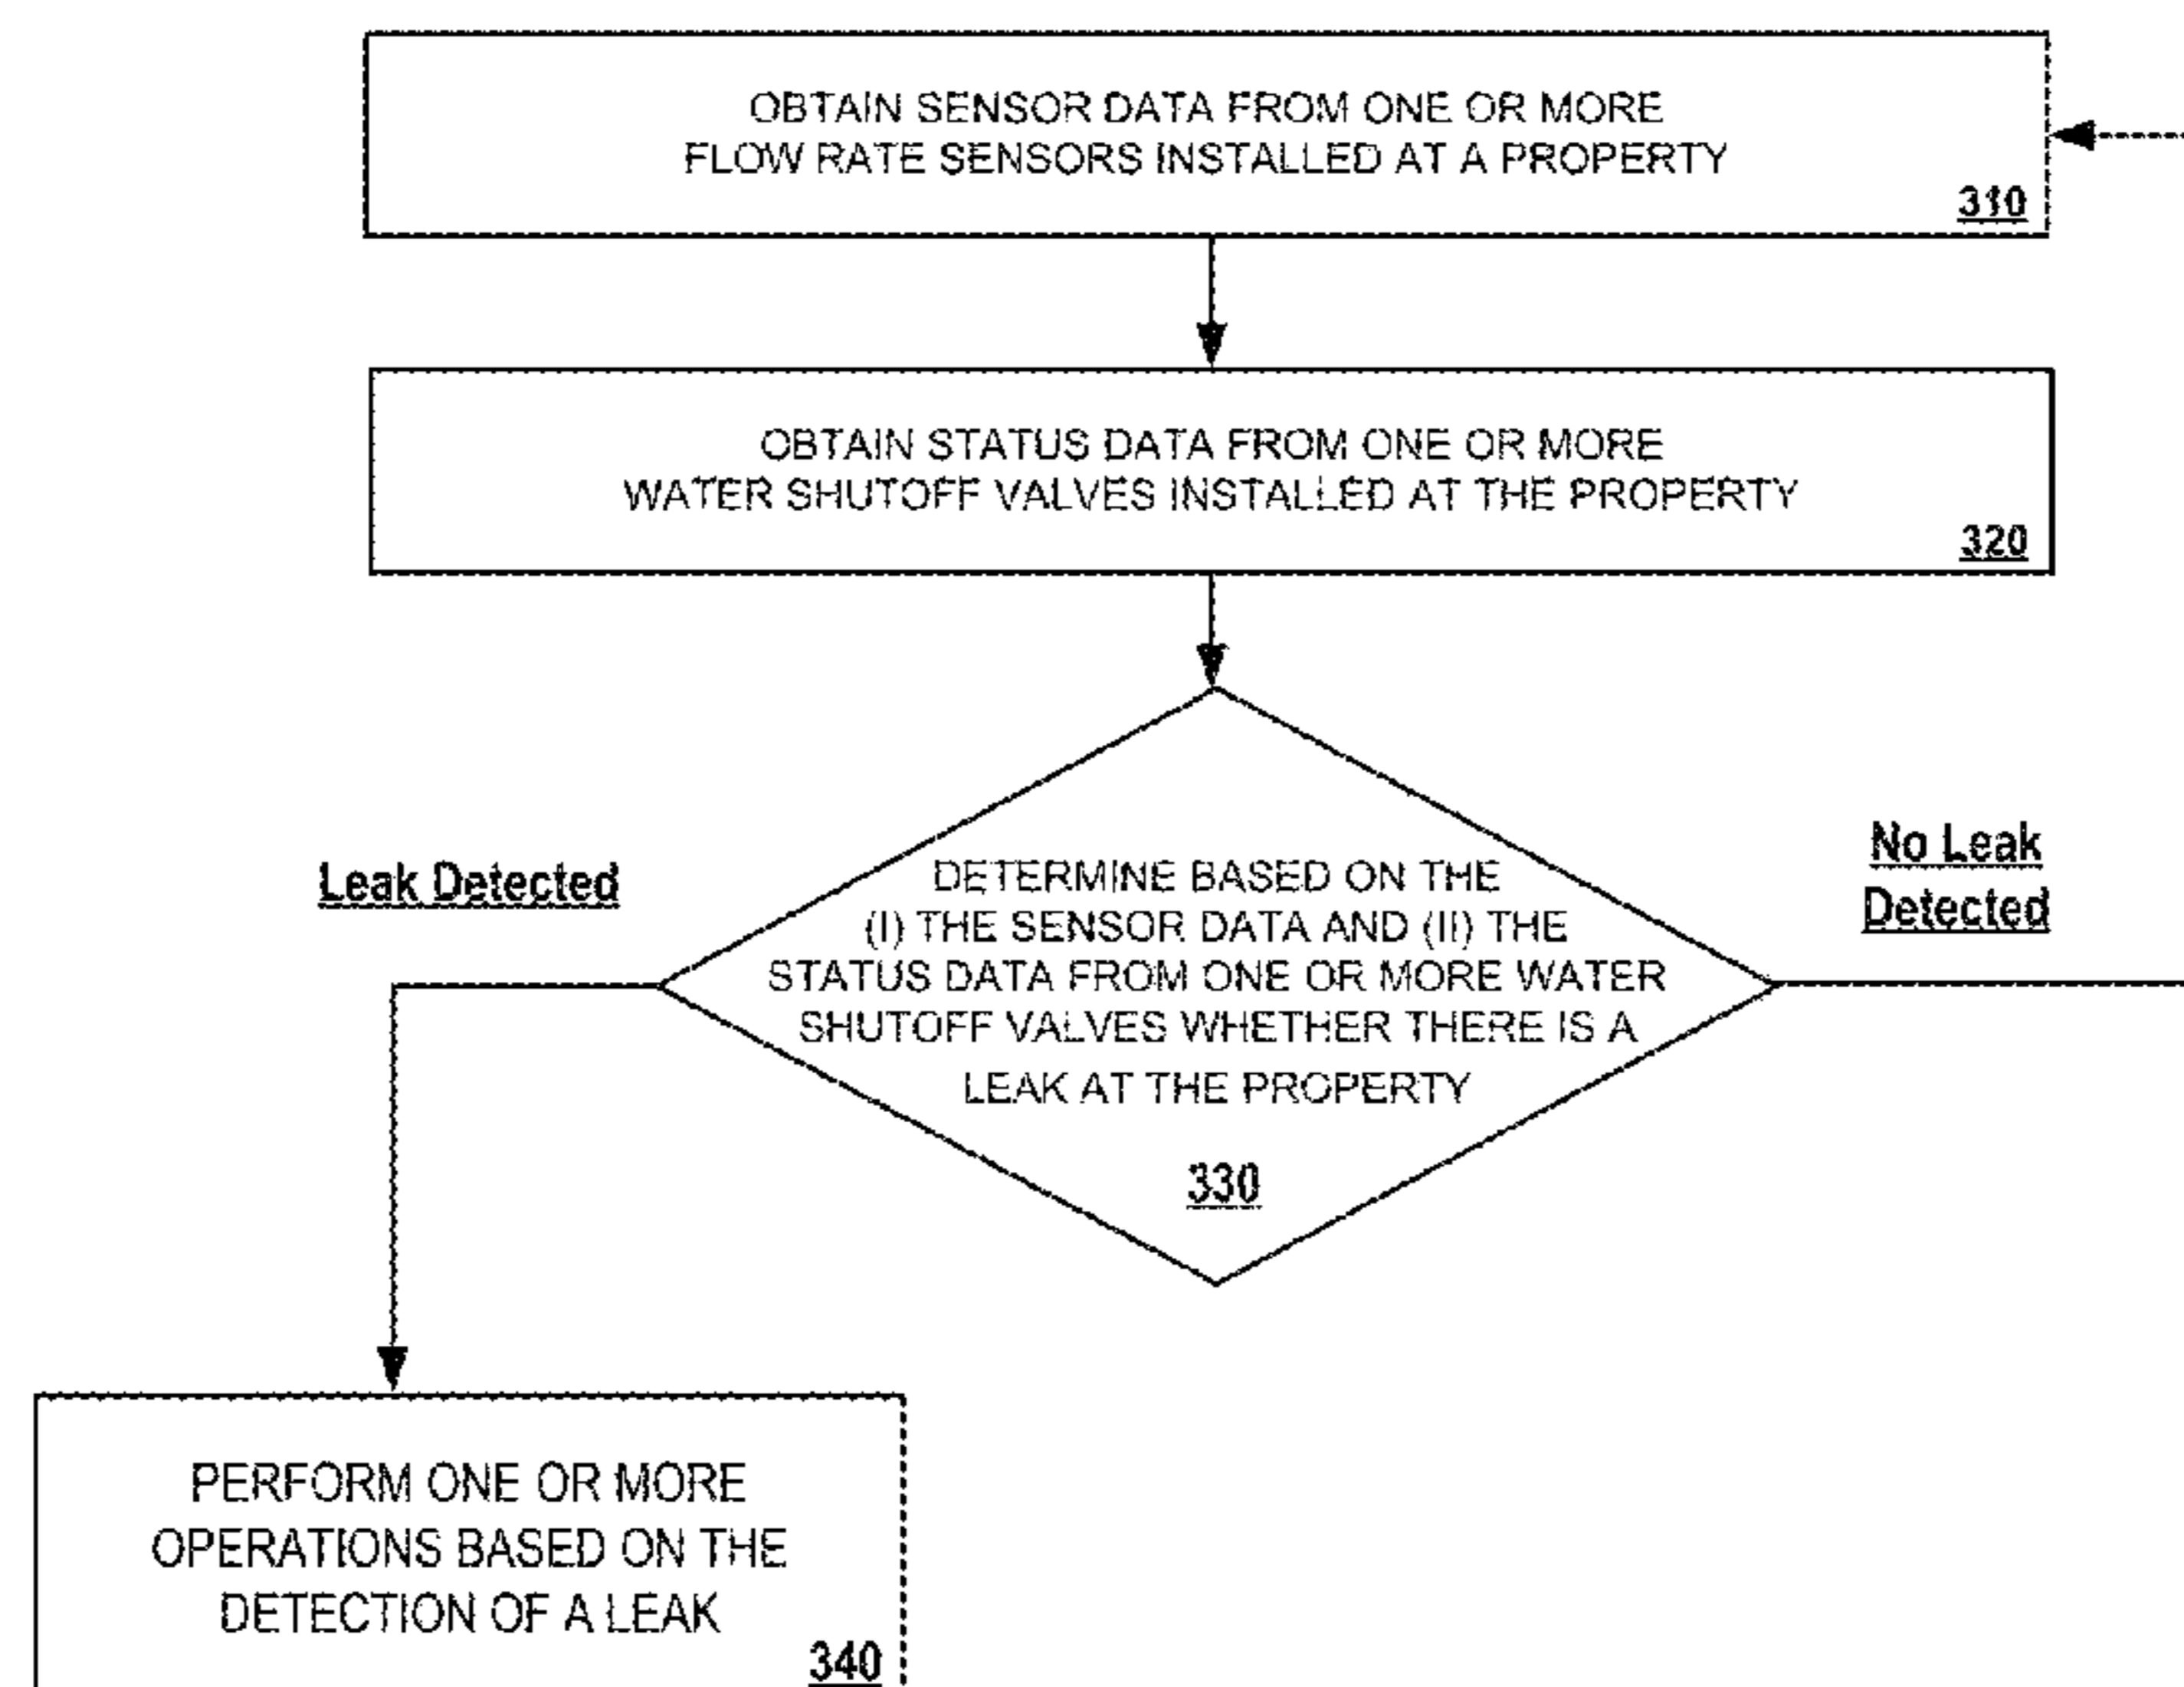 OBTAIN SENSOR DATA FROM ONE OR MORE
FLOW RATE SENSORS INSTALLED AT A PROPERTY
310
OBTAIN STATUS DATA FROM ONE OR MORE
WATER SHUTOFF VALVES INSTALLED AT THE PROPERTY
320
Leak Detected
No Leak
Detected
DETERMINE BASED ON THE
(I) THE SENSOR DATA AND (II) THE
STATUS DATA FROM ONE OR MORE WATER
SHUTOFF VALVES WHETHER THERE IS A
LEAK AT THE PROPERTY
330
PERFORM ONE OR MORE
OPERATIONS BASED ON THE
DETECTION OF A LEAK
340